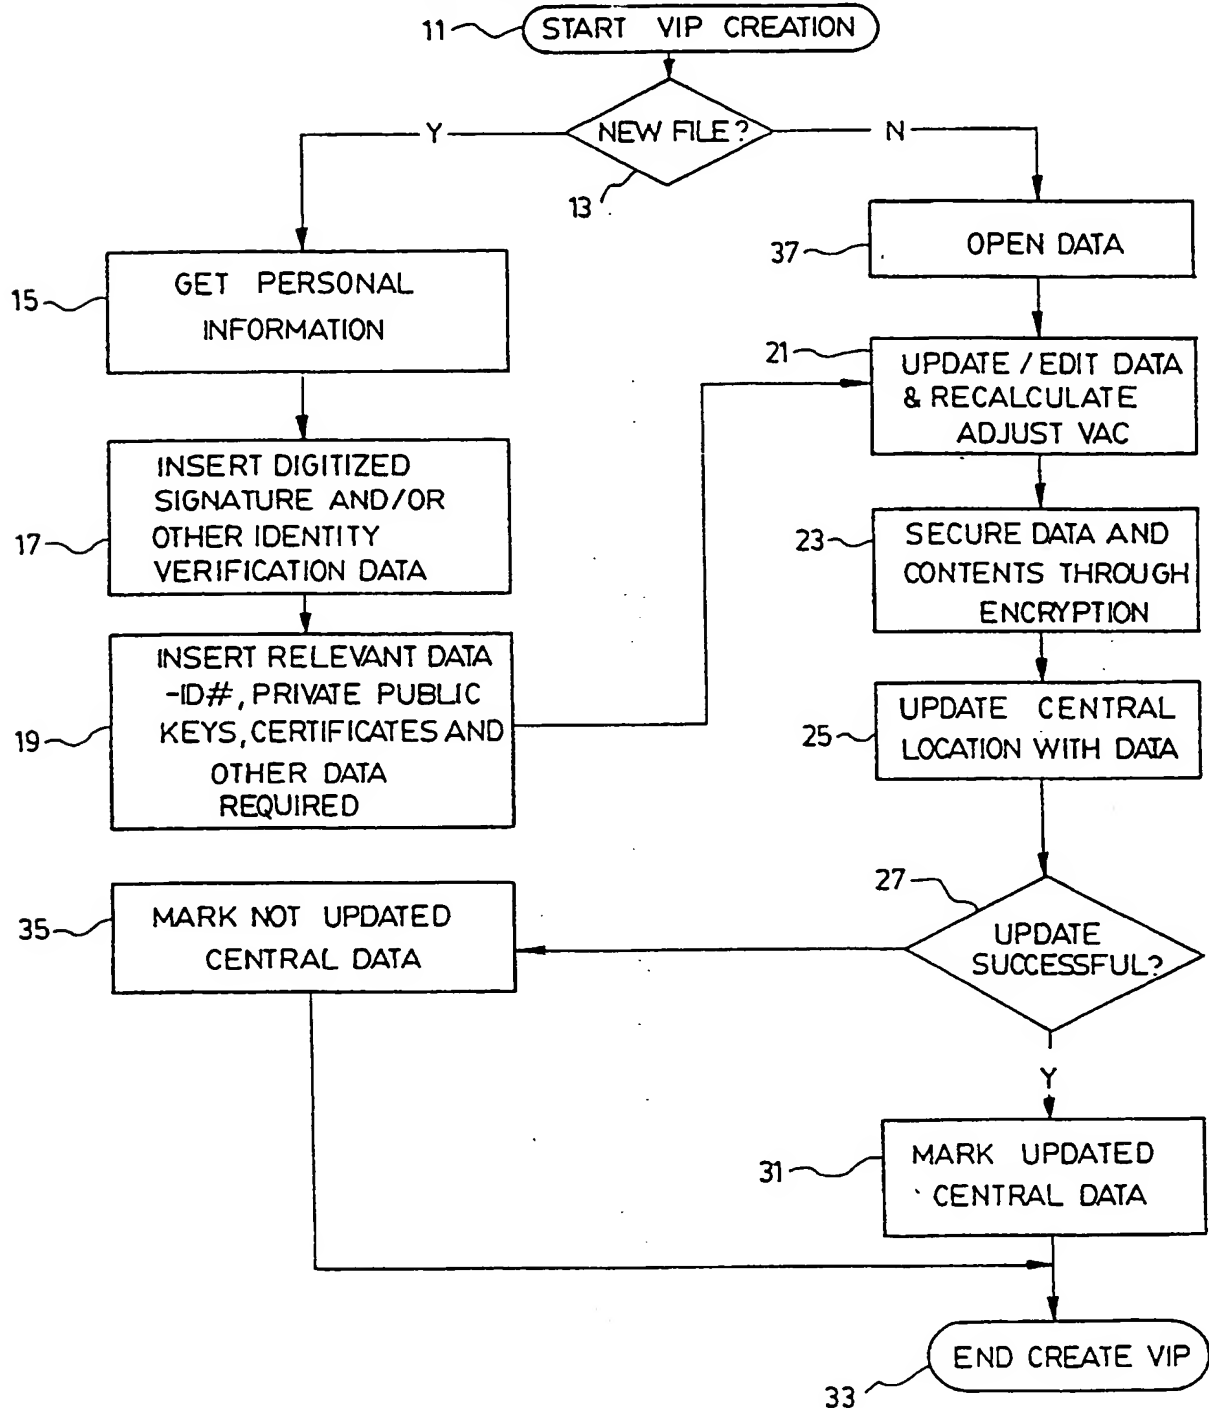 11
START VIP CREATION
NEW FILE?
Y
N
13
GET PERSONAL
INFORMATION
15
OPEN DATA
37
21
UPDATE / EDIT DATA
& RECALCULATE
ADJUST VAC
INSERT DIGITIZED
SIGNATURE AND/OR
OTHER IDENTITY
VERIFICATION DATA
17
23
SECURE DATA AND
CONTENTS THROUGH
ENCRYPTION
INSERT RELEVANT DATA
-ID#, PRIVATE PUBLIC
KEYS, CERTIFICATES AND
OTHER DATA
REQUIRED
19
25
UPDATE CENTRAL
LOCATION WITH DATA
27
UPDATE
SUCCESSFUL?
35
MARK NOT UPDATED
CENTRAL DATA
Y
31
MARK UPDATED
CENTRAL DATA
END CREATE VIP
33